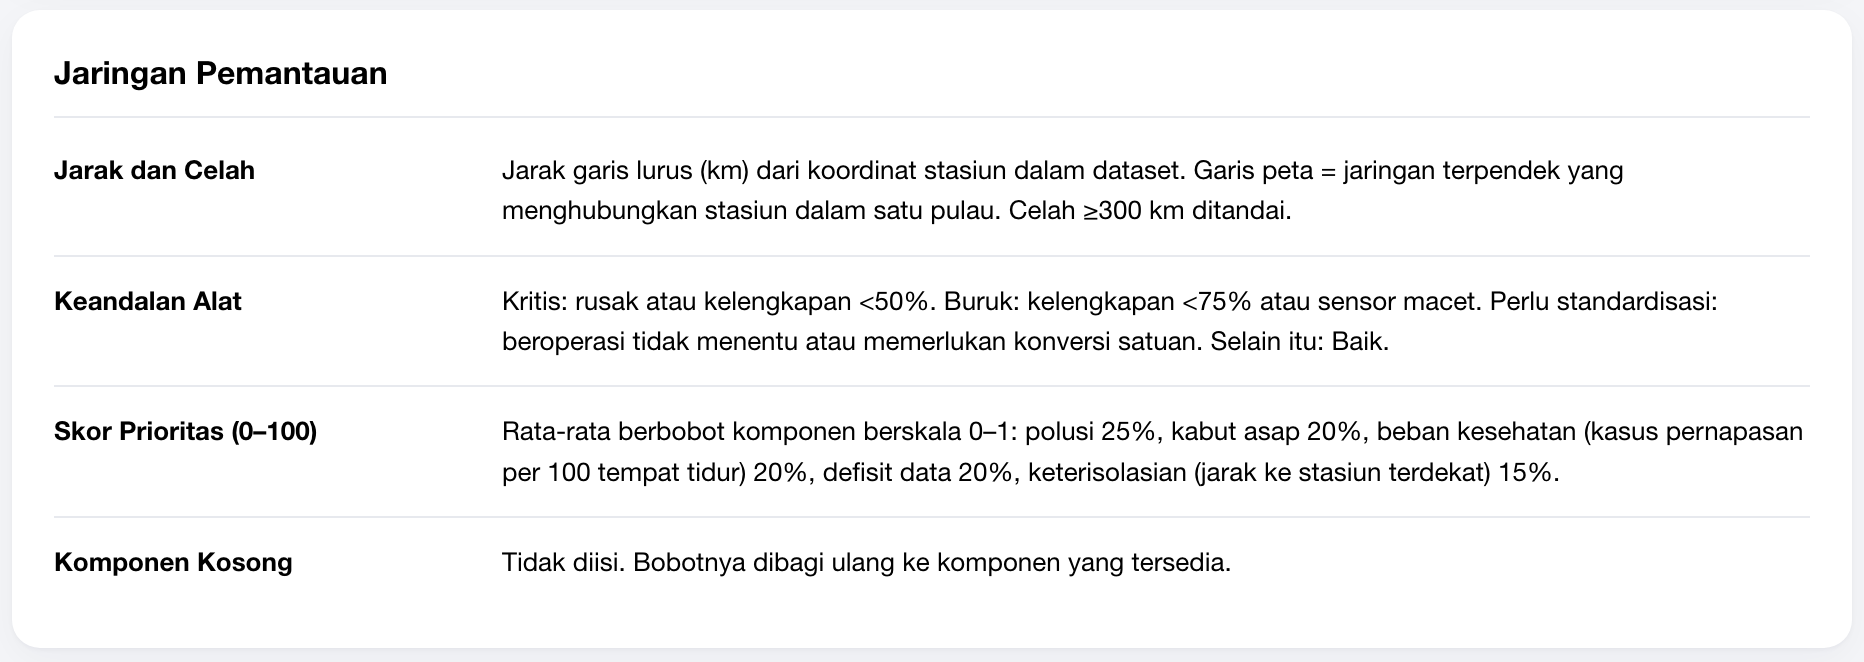 Jaringan Pemantauan
Jarak dan Celah
Jarak garis lurus (km) dari koordinat stasiun dalam dataset. Garis peta = jaringan terpendek yang
menghubungkan stasiun dalam satu pulau. Celah ≥300 km ditandai.
Keandalan Alat
Kritis: rusak atau kelengkapan <50%. Buruk: kelengkapan <75% atau sensor macet. Perlu standardisasi:
beroperasi tidak menentu atau memerlukan konversi satuan. Selain itu: Baik.
Skor Prioritas (0–100)
Rata-rata berbobot komponen berskala 0–1: polusi 25%, kabut asap 20%, beban kesehatan (kasus pernapasan
per 100 tempat tidur) 20%, defisit data 20%, keterisolasian (jarak ke stasiun terdekat) 15%.
Komponen Kosong
Tidak diisi. Bobotnya dibagi ulang ke komponen yang tersedia.